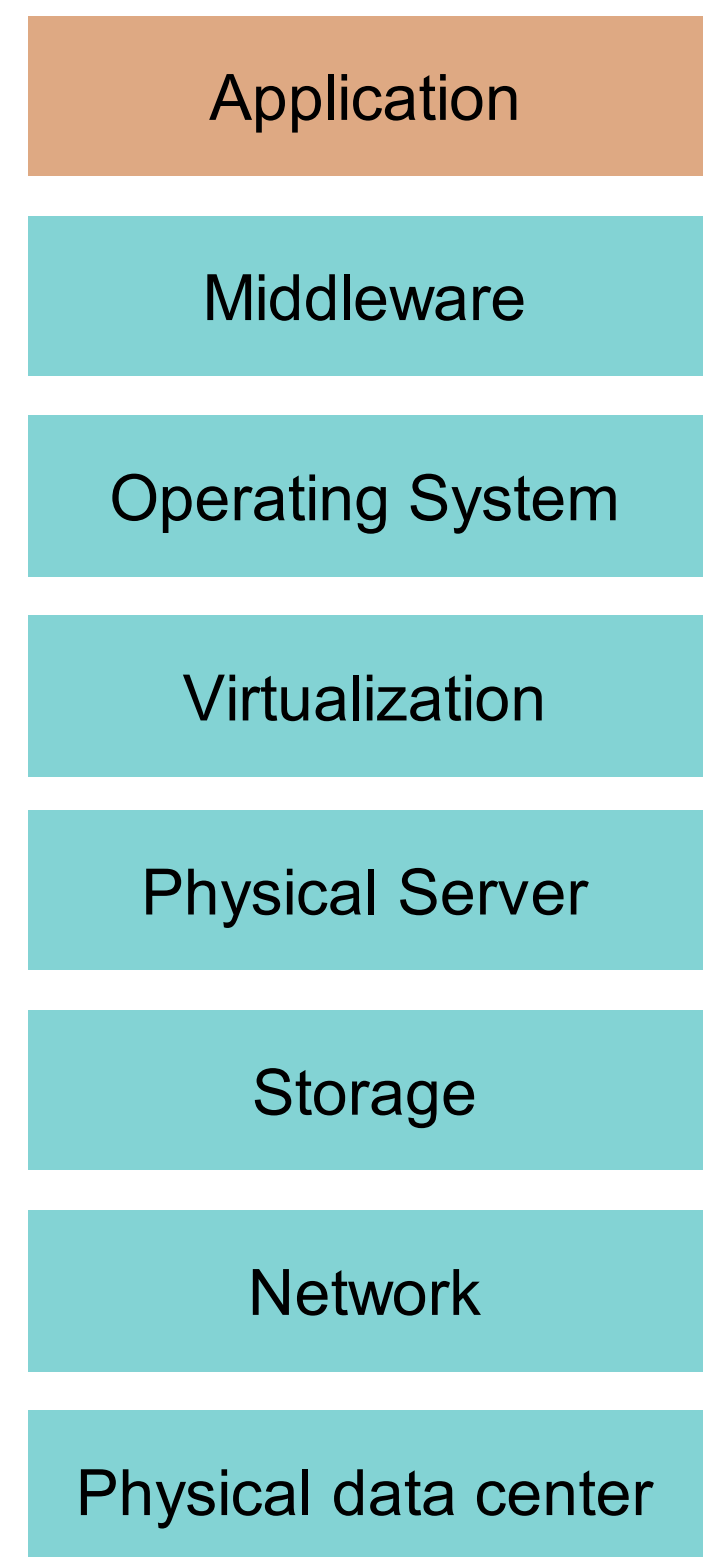 Application
Middleware
Operating System
Virtualization
Physical Server
Storage
Network
Physical data center